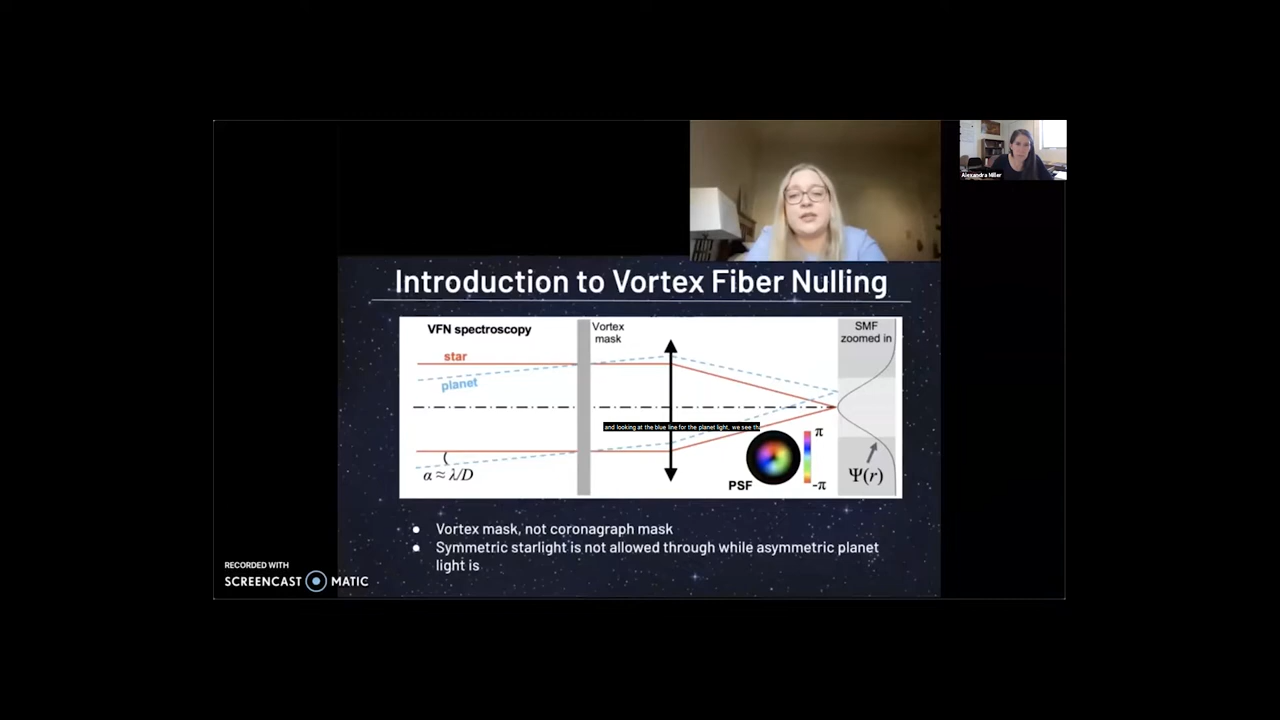 Alexandra Miller
Introduction to Vortex Fiber Nulling
VFN spectroscopy
Vortex
mask
SMF
zoomed in
star
planet
and looking at the blue line for the planet light, we see th
α ≈ λ/D
PSF
π
-π
Ψ(r)
● Vortex mask, not coronagraph mask
● Symmetric starlight is not allowed through while asymmetric planet
light is
RECORDED WITH
SCREENCAST MATIC